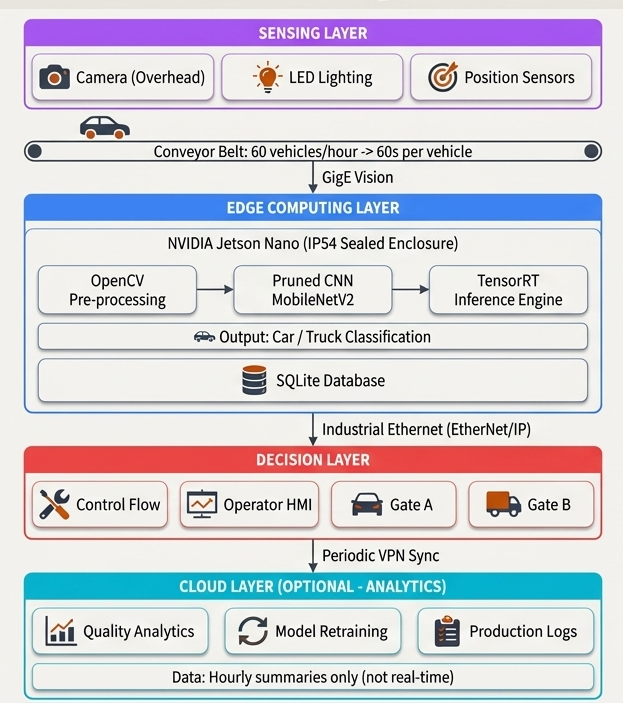 SENSING LAYER
Camera (Overhead)
LED Lighting
Position Sensors
Conveyor Belt: 60 vehicles/hour -> 60s per vehicle
GigE Vision
EDGE COMPUTING LAYER
NVIDIA Jetson Nano (IP54 Sealed Enclosure)
OpenCV
Pre-processing
Pruned CNN
MobileNetV2
TensorRT
Inference Engine
Output: Car / Truck Classification
SQLite Database
Industrial Ethernet (EtherNet/IP)
DECISION LAYER
Control Flow
Operator HMI
Gate A
Gate B
Periodic VPN Sync
CLOUD LAYER (OPTIONAL - ANALYTICS)
Quality Analytics
Model Retraining
Production Logs
Data: Hourly summaries only (not real-time)